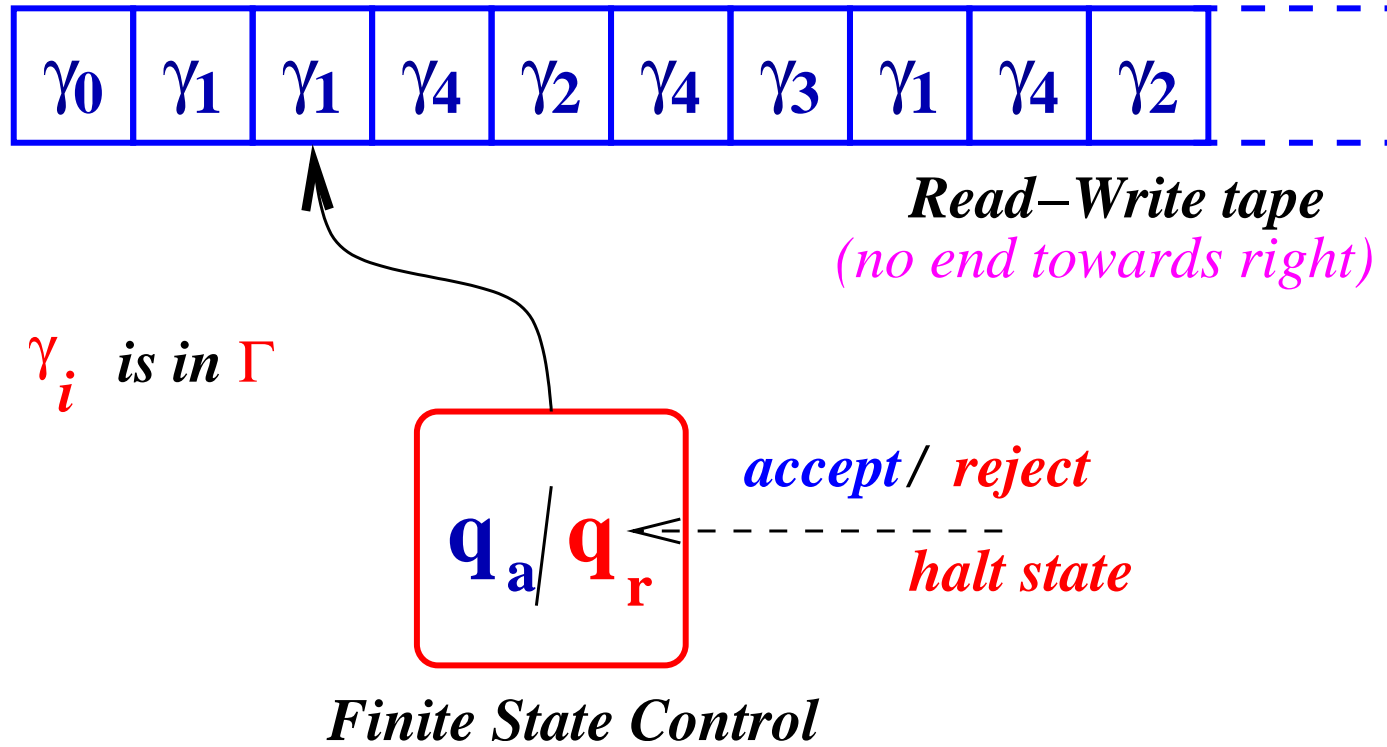 γ0 γ1 γ1 γ4 γ2 γ4 γ3 γ1 γ4 γ2
Read–Write tape
(no end towards right)
γi is in Γ
accept / reject
qa/qr
halt state
Finite State Control